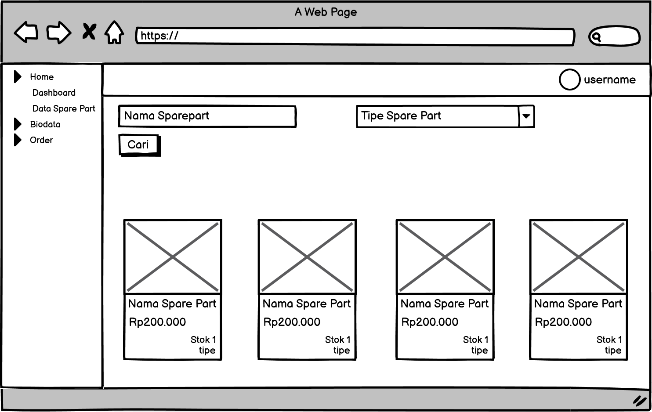 A Web Page
https://
username
Home
Dashboard
Data Spare Part
Biodata
Order
Nama Sparepart
Tipe Spare Part
Cari
Nama Spare Part
Rp200.000
Stok 1
tipe
Nama Spare Part
Rp200.000
Stok 1
tipe
Nama Spare Part
Rp200.000
Stok 1
tipe
Nama Spare Part
Rp200.000
Stok 1
tipe